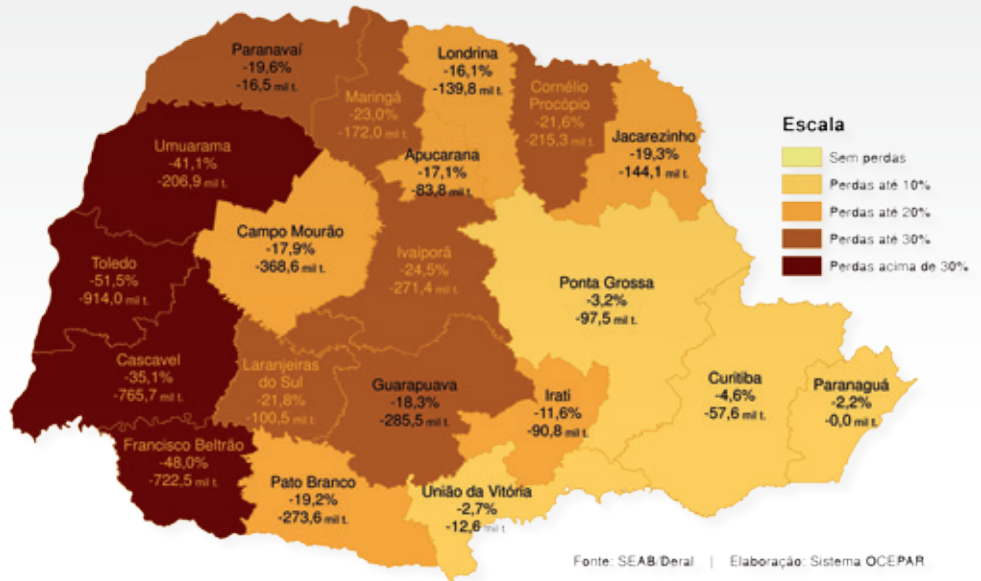 Paranavaí
-19,6%
-16,5 mil t.
Maringá
-23,0%
-172,0 mil t.
Londrina
-16,1%
-139,8 mil t.
Cornélio
Procópio
-21,6%
-215,3 mil t.
Jacarezinho
-19,3%
-144,1 mil t.
Umuarama
-41,1%
-206,9 mil t.
Apucarana
-17,1%
-83,8 mil t.
Campo Mourão
-17,9%
-368,6 mil t.
Ivaiporã
-24,5%
-271,4 mil t.
Toledo
-51,5%
-914,0 mil t.
Ponta Grossa
-3,2%
-97,5 mil t.
Cascavel
-35,1%
-765,7 mil t.
Laranjeiras
do Sul
-21,8%
-100,5 mil t.
Guarapuava
-18,3%
-285,5 mil t.
Irati
-11,6%
-90,8 mil t.
Curitiba
-4,6%
-57,6 mil t.
Paranaguá
-2,2%
-0,0 mil t.
Francisco Beltrão
-48,0%
-722,5 mil t.
Pato Branco
-19,2%
-273,6 mil t.
União da Vitória
-2,7%
-12,6 mil t.
Escala
Sem perdas
Perdas até 10%
Perdas até 20%
Perdas até 30%
Perdas acima de 30%
Fonte: SEAB/Deral | Elaboração: Sistema OCEPAR